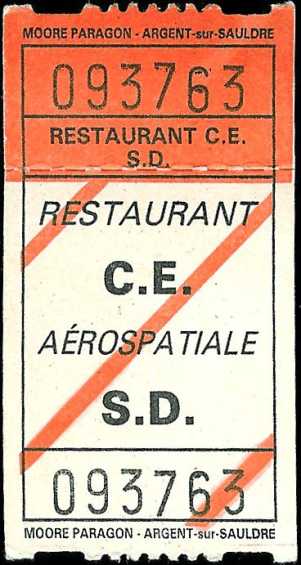 MOORE PARAGON - ARGENT-sur-SAULDRE
093763
RESTAURANT C.E.
S.D.
RESTAURANT
C.E.
AÉROSPATIALE
S.D.
093763
MOORE PARAGON - ARGENT-sur-SAULDRE